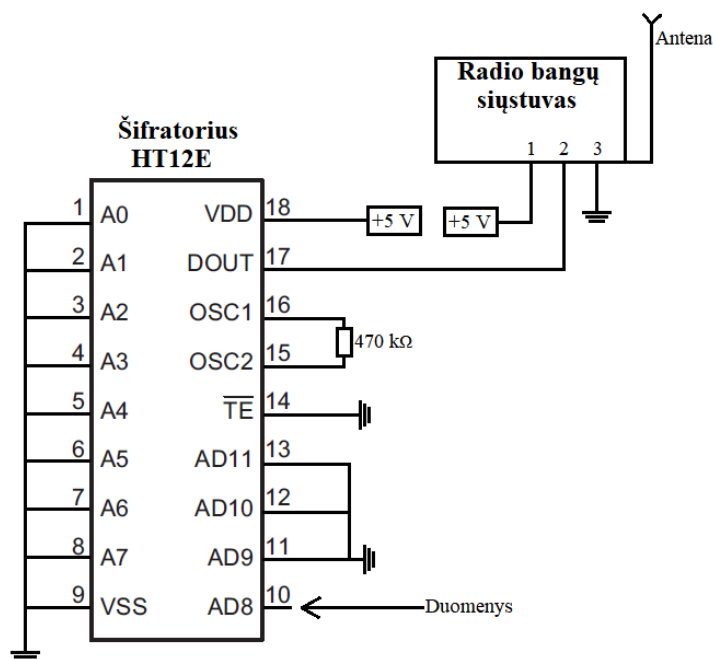 Antena
Radio bangų
siųstuvas
1 2 3
Šifratorius
HT12E
1 A0 VDD 18
+5 V
+5 V
2 A1 DOUT 17
3 A2 OSC1 16
470 kΩ
4 A3 OSC2 15
5 A4 TE 14
6 A5 AD11 13
7 A6 AD10 12
8 A7 AD9 11
9 VSS AD8 10
Duomenys